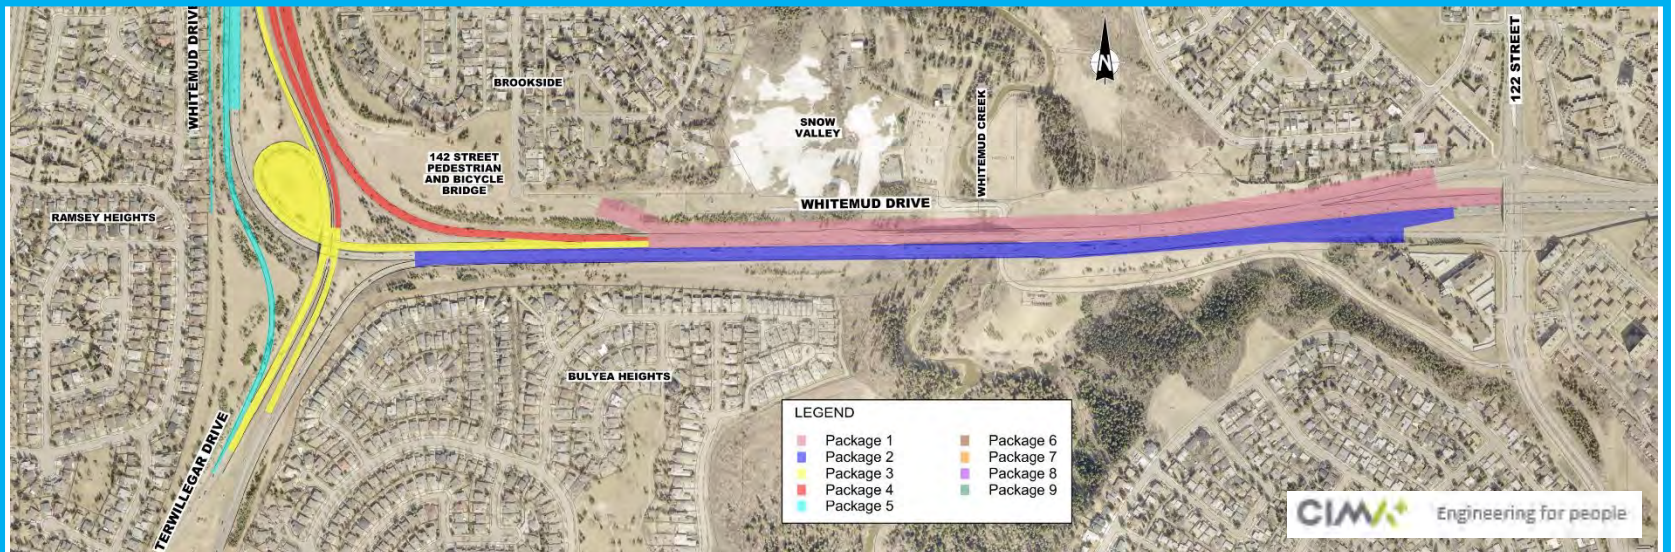 WHITEMUD DRIVE
BROOKSIDE
142 STREET
PEDESTRIAN
AND BICYCLE
BRIDGE
SNOW
VALLEY
WHITEMUD CREEK
N
122 STREET
RAMSEY HEIGHTS
WHITEMUD DRIVE
BULYEA HEIGHTS
TERWILLEGAR DRIVE
LEGEND
Package 1
Package 2
Package 3
Package 4
Package 5
Package 6
Package 7
Package 8
Package 9
CIMA+
Engineering for people